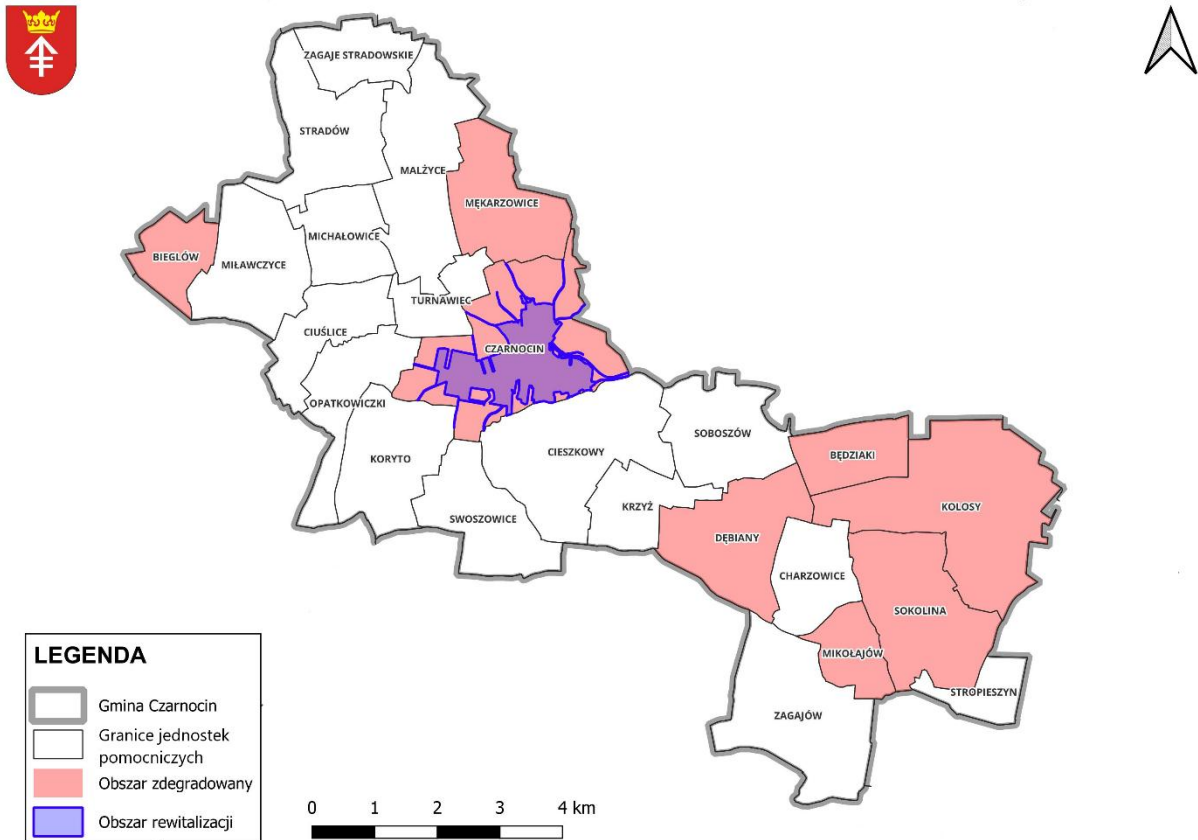 ZAGAJE STRADOWSKIE
STRADÓW
MALŻYCE
MĘKARZOWICE
MICHAŁOWICE
BIEGLÓW
MIŁAWCZYCE
TURNAWIEC
CIUŚLICE
CZARNOCIN
OPATKOWICZKI
SOBOSZÓW
KORYTO
CIESZKOWY
BĘDZIAKI
KRZYŻ
KOLOSY
SWOSZOWICE
DĘBIANY
CHARZOWICE
SOKOLINA
MIKOŁAJÓW
STROPIESZYN
ZAGAJÓW
LEGENDA
Gmina Czarnocin
Granice jednostek
pomocniczych
Obszar zdegradowany
Obszar rewitalizacji
0 1 2 3 4 km